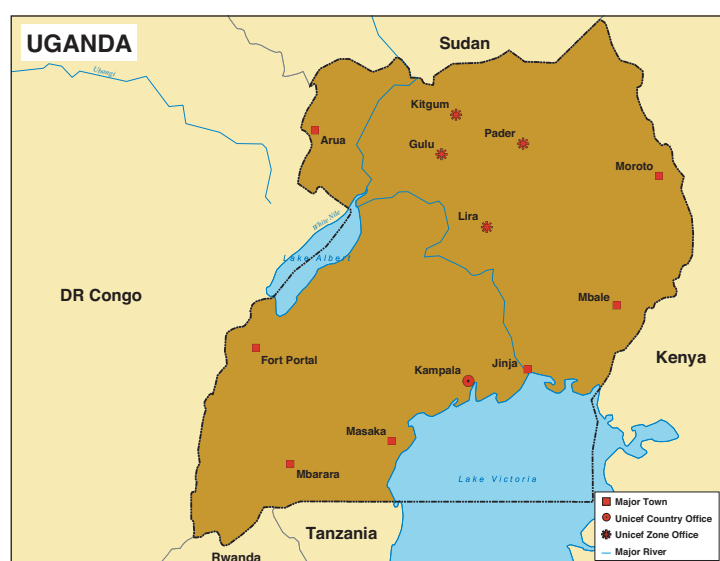 UGANDA
Sudan
Ubangi
Kitgum
Arua
Gulu
Pader
Moroto
Lira
White Nile
Lake Albert
DR Congo
Mbale
Fort Portal
Kampala
Jinja
Kenya
Masaka
Mbarara
Lake Victoria
Tanzania
Rwanda
Major Town
Unicef Country Office
Unicef Zone Office
Major River